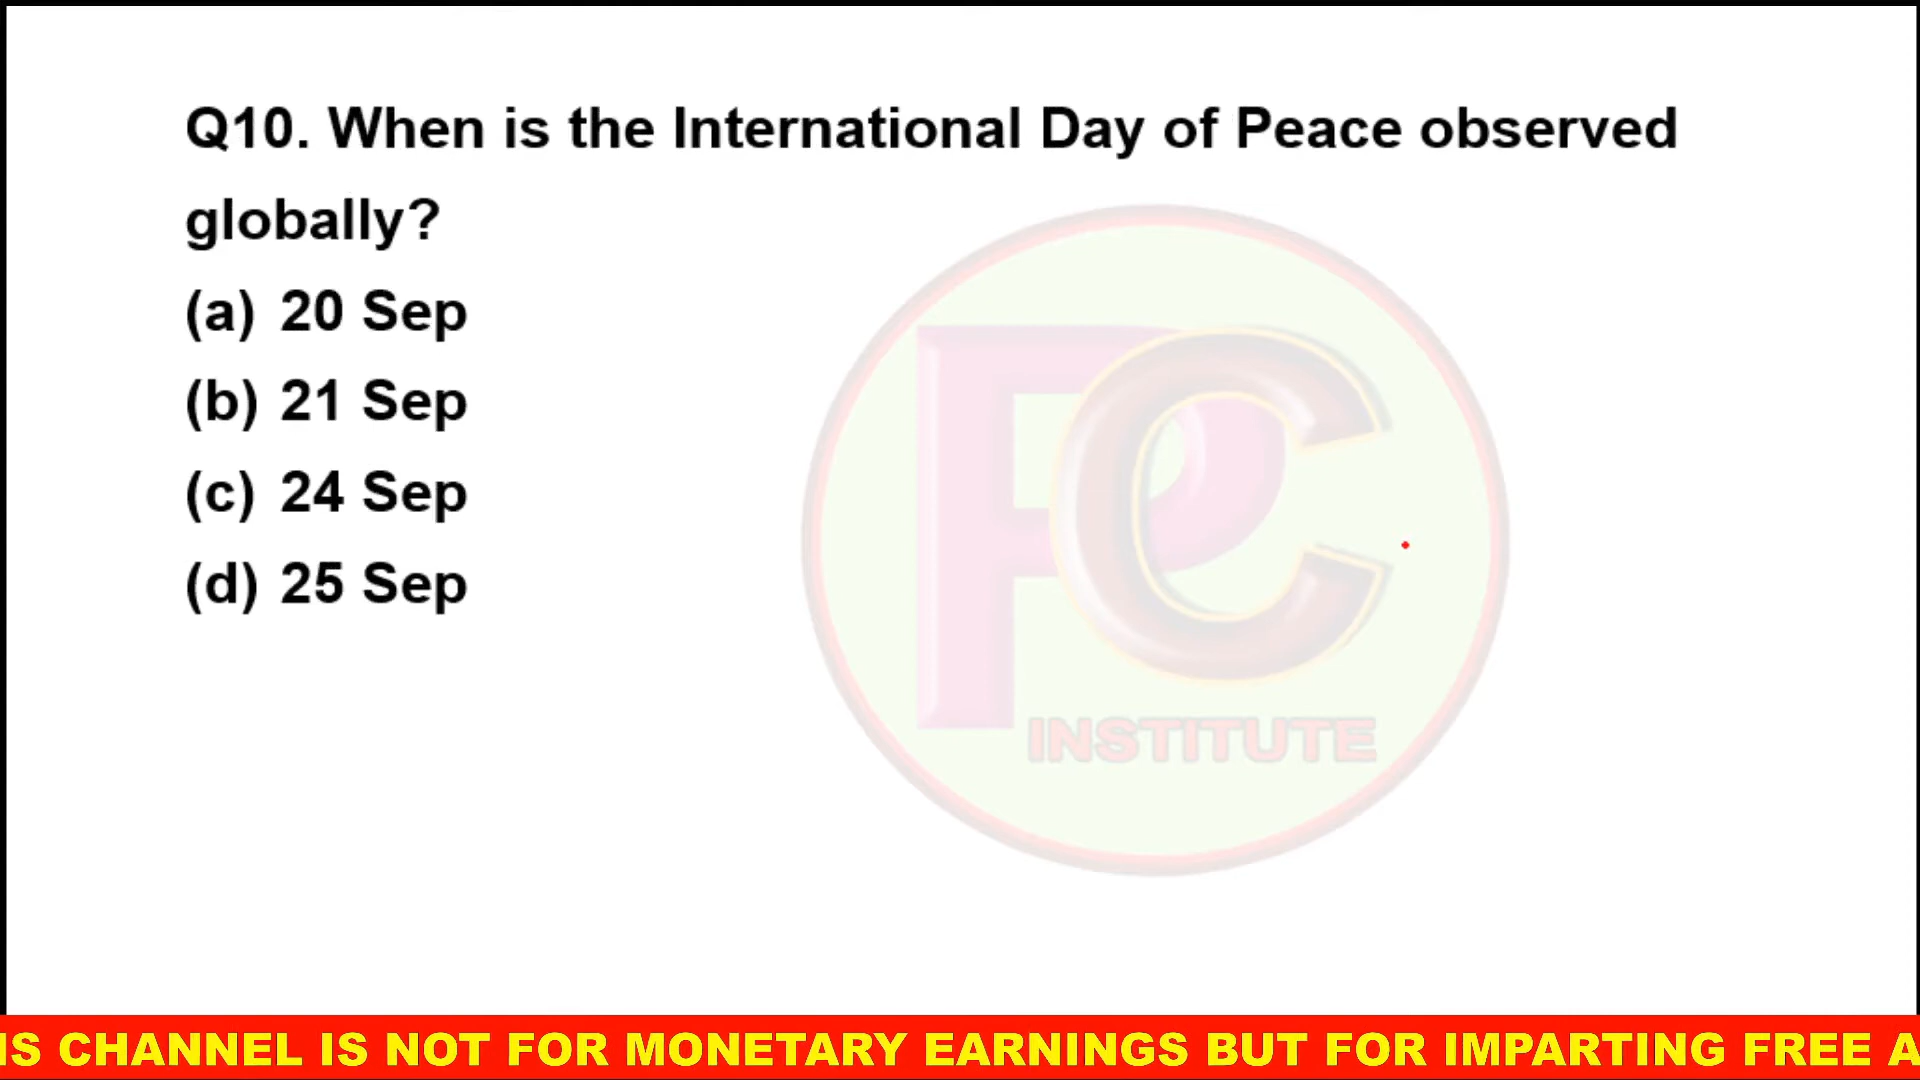 Q10. When is the International Day of Peace observed
globally?
(a) 20 Sep
(b) 21 Sep
(c) 24 Sep
(d) 25 Sep
PC
INSTITUTE
IS CHANNEL IS NOT FOR MONETARY EARNINGS BUT FOR IMPARTING FREE A